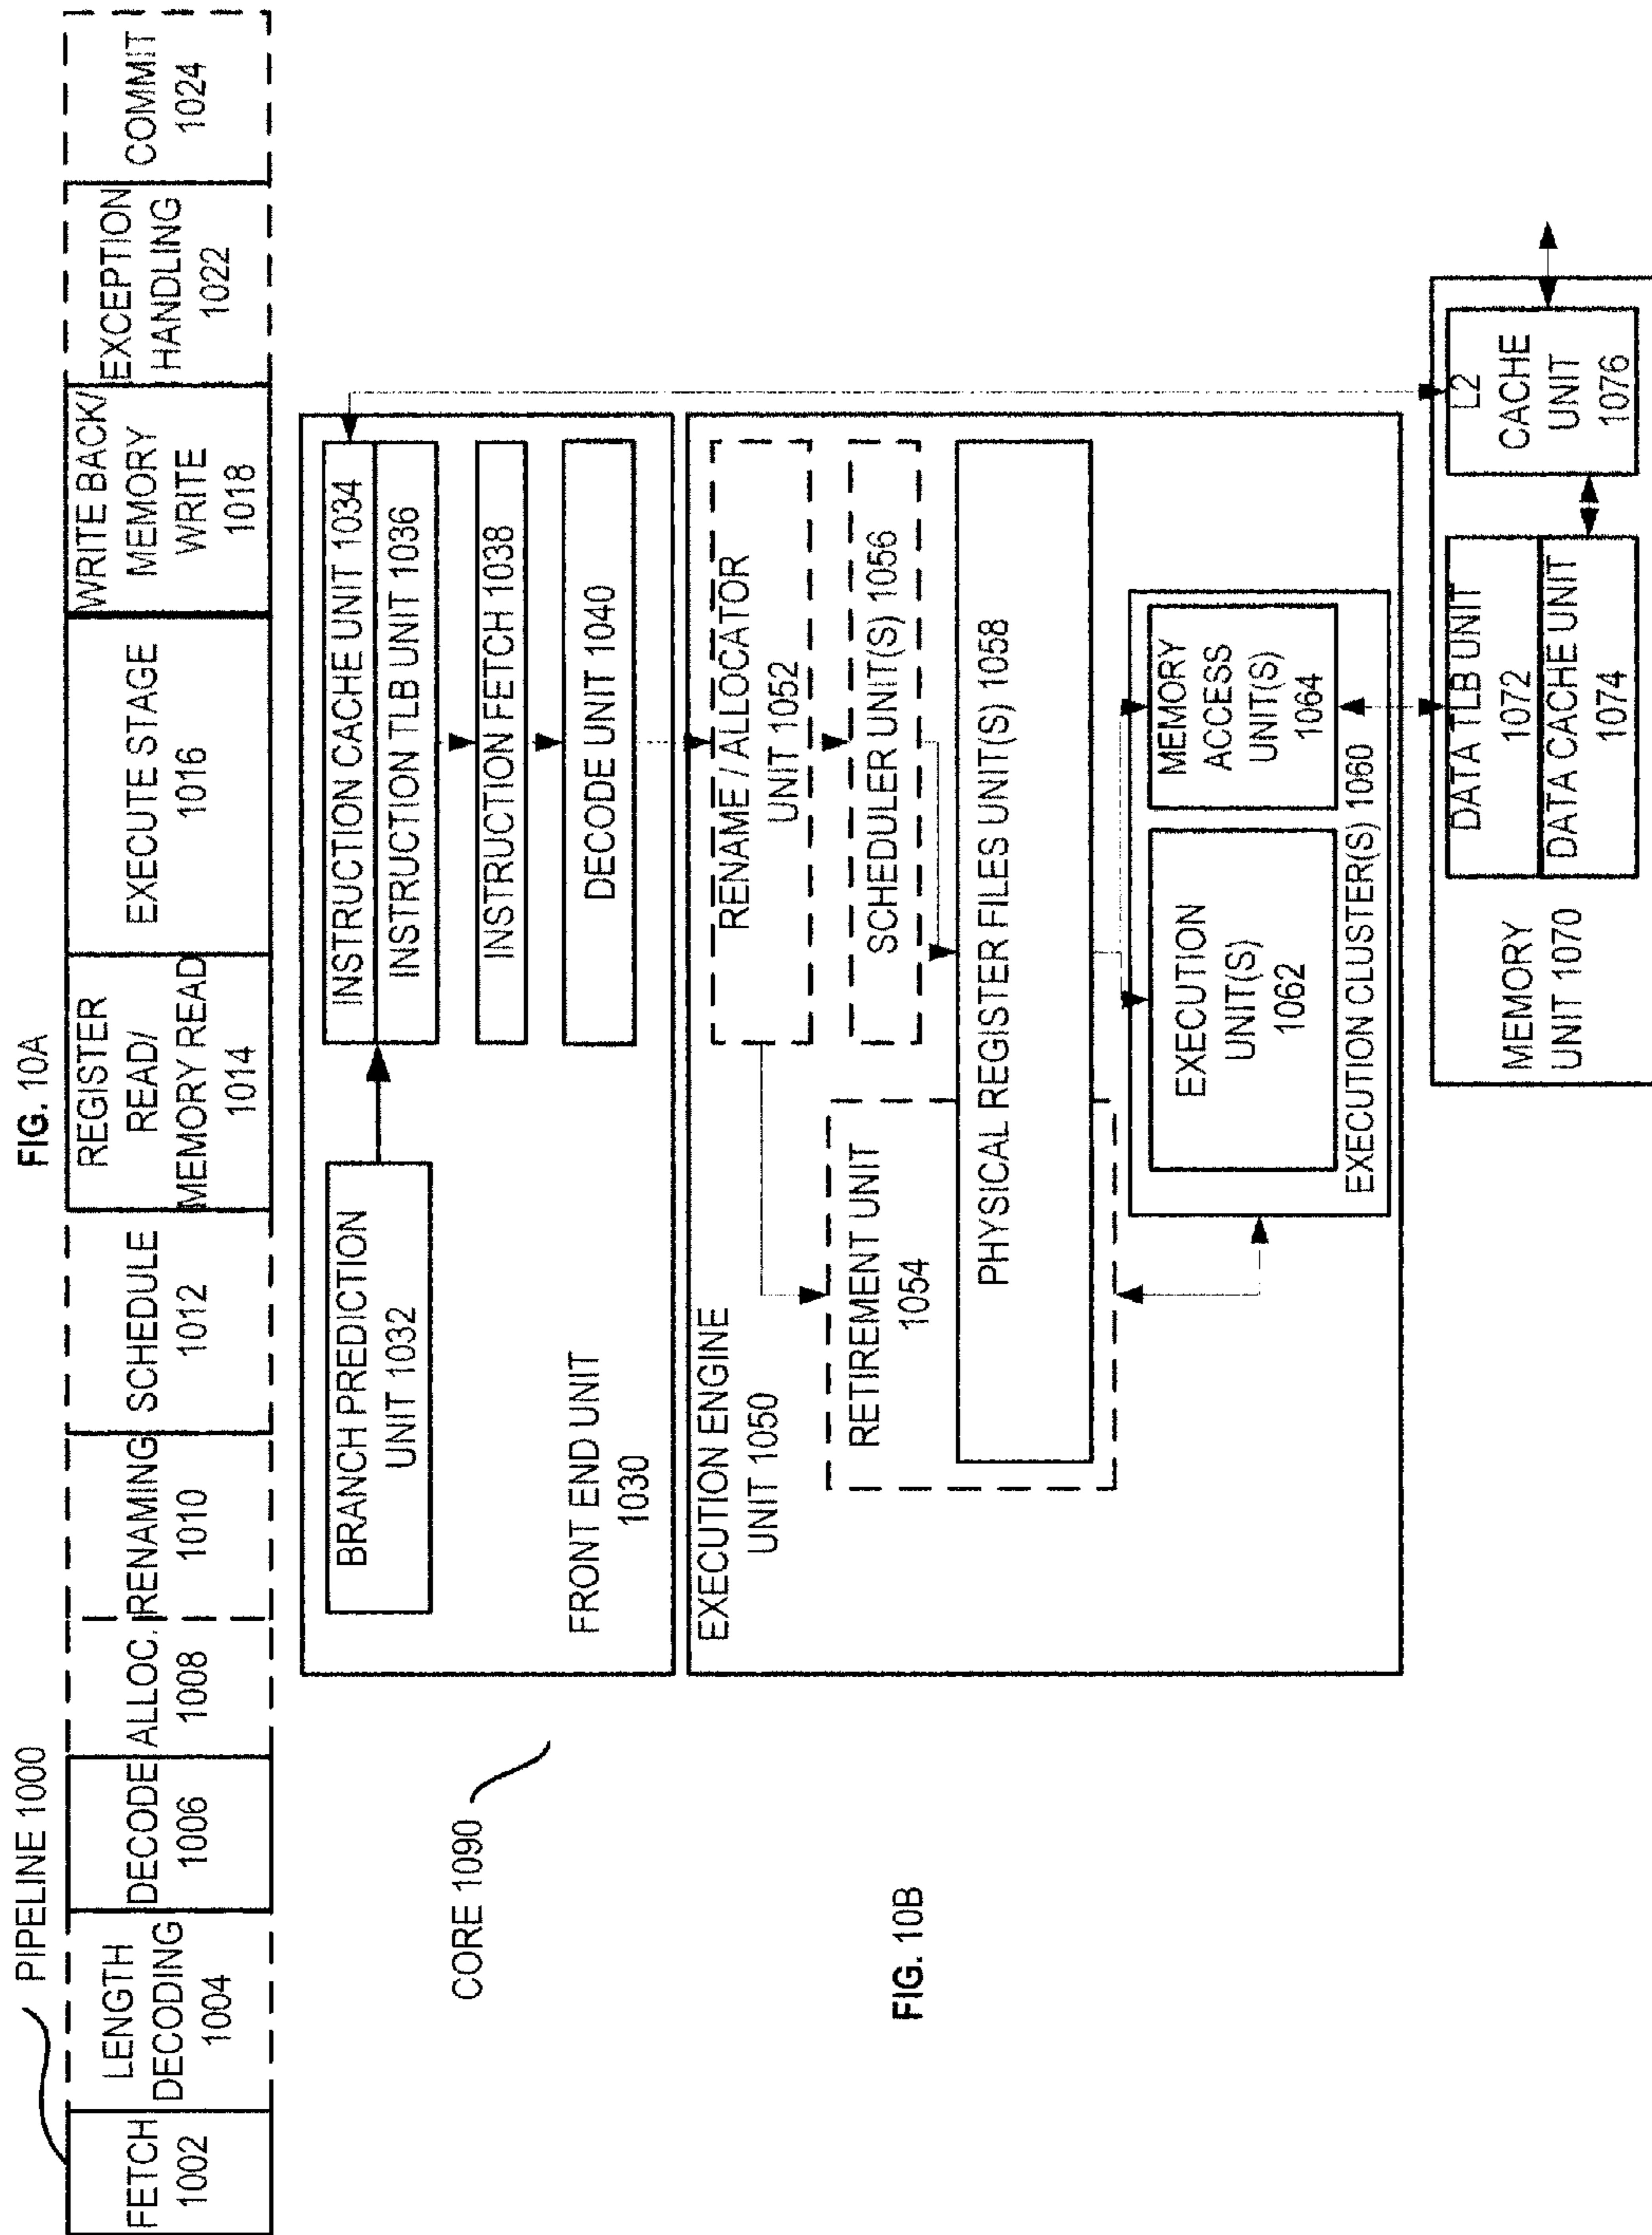 FIG. 10A
PIPELINE 1000
FETCH
1002
LENGTH
DECODING
1004
DECODE
1006
ALLOC.
1008
RENAMING
1010
SCHEDULE
1012
REGISTER
READ/
MEMORY READ
1014
EXECUTE STAGE
1016
WRITE BACK/
MEMORY
WRITE
1018
EXCEPTION
HANDLING
1022
COMMIT
1024
CORE 1090
BRANCH PREDICTION
UNIT 1032
INSTRUCTION CACHE UNIT 1034
INSTRUCTION TLB UNIT 1036
INSTRUCTION FETCH 1038
DECODE UNIT 1040
FRONT END UNIT
1030
EXECUTION ENGINE
UNIT 1050
RENAME / ALLOCATOR
UNIT 1052
SCHEDULER UNIT(S) 1056
RETIREMENT UNIT
1054
PHYSICAL REGISTER FILES UNIT(S) 1058
EXECUTION
UNIT(S)
1062
MEMORY
ACCESS
UNIT(S)
1064
EXECUTION CLUSTER(S) 1060
MEMORY
UNIT 1070
DATA TLB UNIT
1072
DATA CACHE UNIT
1074
L2
CACHE
UNIT
1076
FIG. 10B